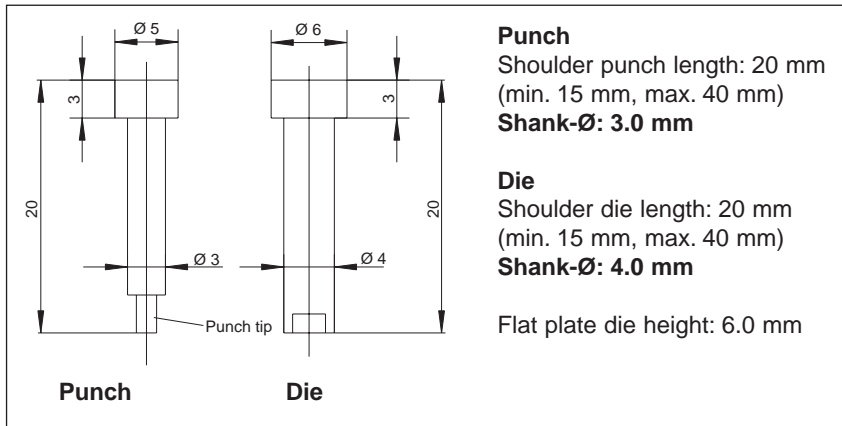 Ø 5
Ø 6
3
3
20
20
Ø 3
Ø 4
Punch tip
Punch
Die
Punch
Shoulder punch length: 20 mm
(min. 15 mm, max. 40 mm)
Shank-Ø: 3.0 mm
Die
Shoulder die length: 20 mm
(min. 15 mm, max. 40 mm)
Shank-Ø: 4.0 mm
Flat plate die height: 6.0 mm